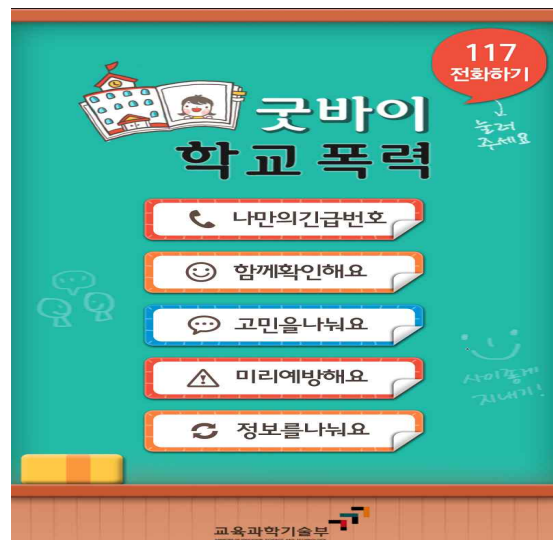 117
전화하기
눌러
주세요
굿바이
학교 폭력
나만의긴급번호
함께확인해요
고민을나눠요
미리예방해요
정보를나눠요
사이좋게
지내기!
교육과학기술부